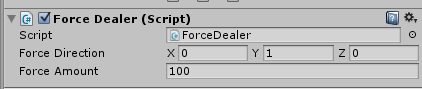 Force Dealer (Script)
Script ForceDealer
Force Direction X 0 Y 1 Z 0
Force Amount 100